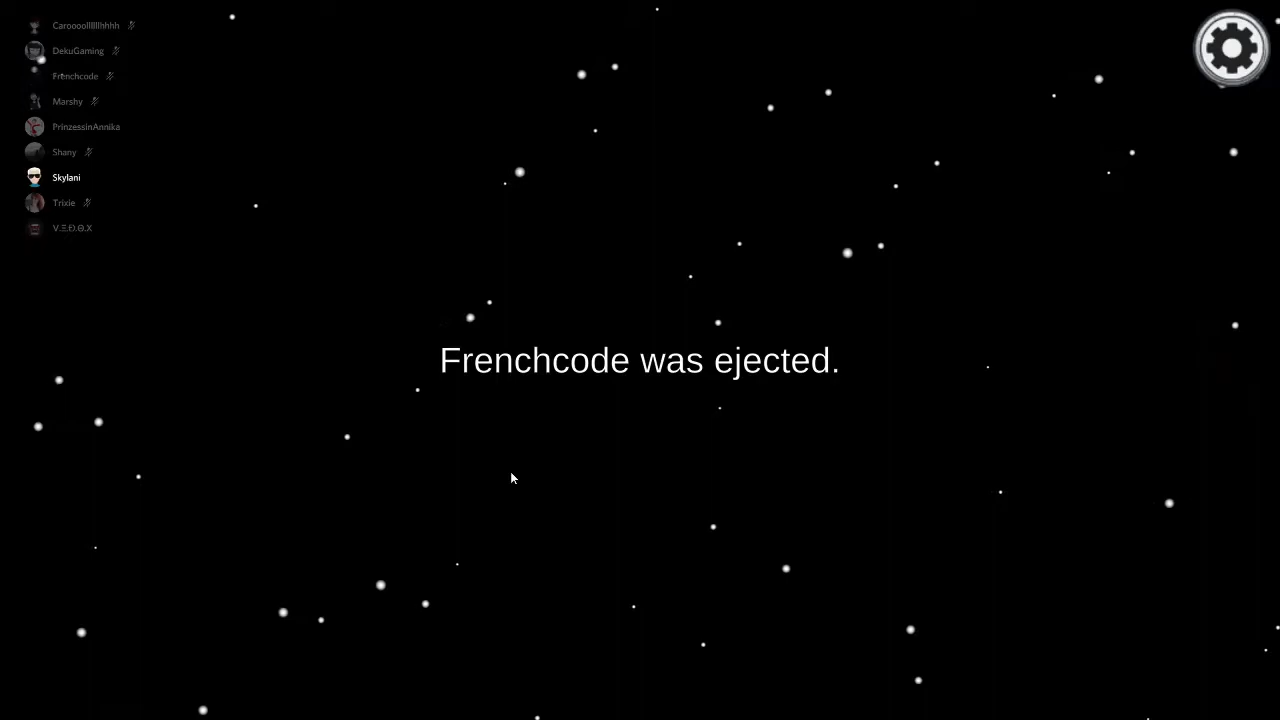 Caroooollllllhhhh
DekuGaming
Frenchcode
Marshy
PrinzessinAnnika
Shany
Skylani
Trixie
V.Ξ.Đ.Θ.X
Frenchcode was ejected.